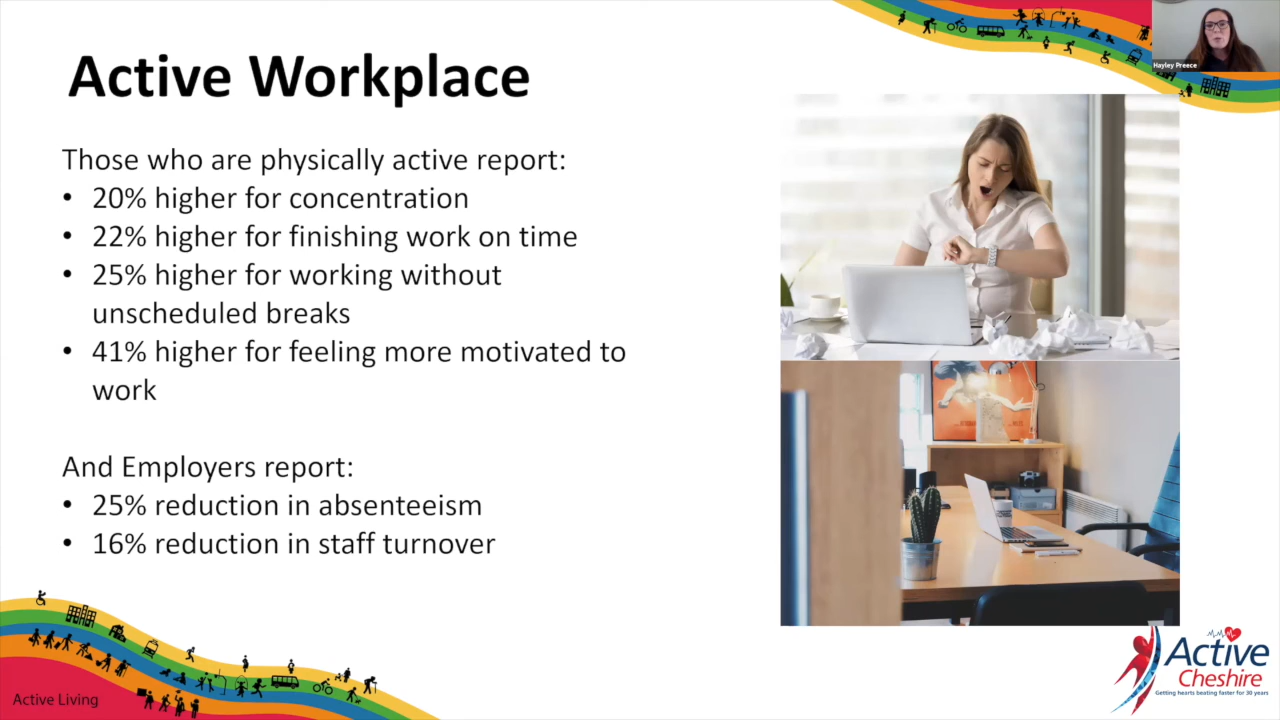 Hayley Preece
Active Workplace
Those who are physically active report:
• 20% higher for concentration
• 22% higher for finishing work on time
• 25% higher for working without
unscheduled breaks
• 41% higher for feeling more motivated to
work
And Employers report:
• 25% reduction in absenteeism
• 16% reduction in staff turnover
Active Living
Active
Cheshire
Getting hearts beating faster for 30 years